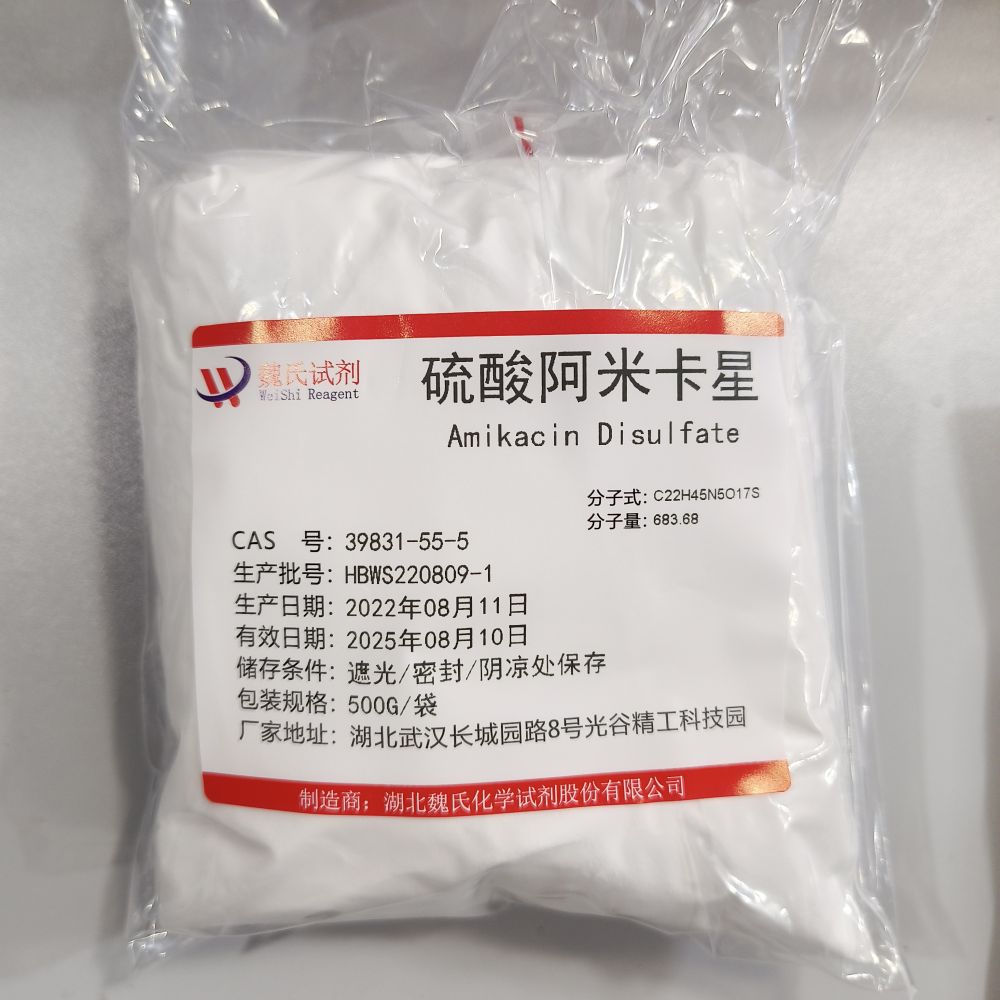 魏氏试剂
WeiShi Reagent
硫酸阿米卡星
Amikacin Disulfate
分子式: C22H45N5O17S
分子量: 683.68
CAS 号: 39831-55-5
生产批号: HBWS220809-1
生产日期: 2022年08月11日
有效日期: 2025年08月10日
储存条件: 遮光/密封/阴凉处保存
包装规格: 500G/袋
厂家地址: 湖北武汉长城园路8号光谷精工科技园
制造商: 湖北魏氏化学试剂股份有限公司